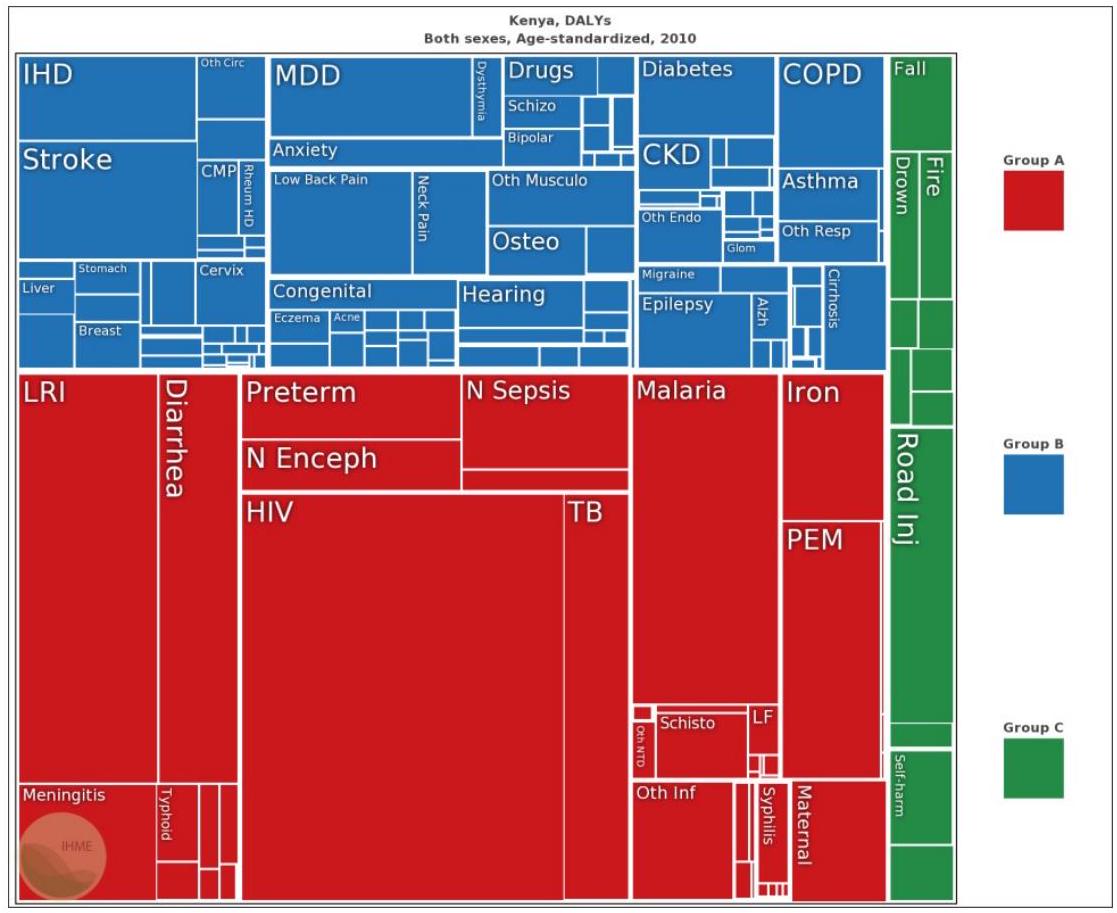 Kenya, DALYs
Both sexes, Age-standardized, 2010
IHD
Oth Circ
Stroke
CMP
Rheum HD
Liver
Stomach
Breast
Cervix
MDD
Dysthymia
Anxiety
Drugs
Schizo
Bipolar
Low Back Pain
Neck Pain
Oth Musculo
Osteo
Congenital
Eczema
Acne
Hearing
Diabetes
CKD
Oth Endo
Glom
Migraine
Epilepsy
Alzh
Cirrhosis
COPD
Asthma
Oth Resp
Fall
Drown
Fire
Road Inj
Self-harm
LRI
Diarrhea
Meningitis
Typhoid
IHME
Preterm
N Sepsis
N Enceph
HIV
TB
Malaria
Oth NTD
Schisto
LF
Oth Inf
Syphilis
Maternal
Iron
PEM
Group A
Group B
Group C